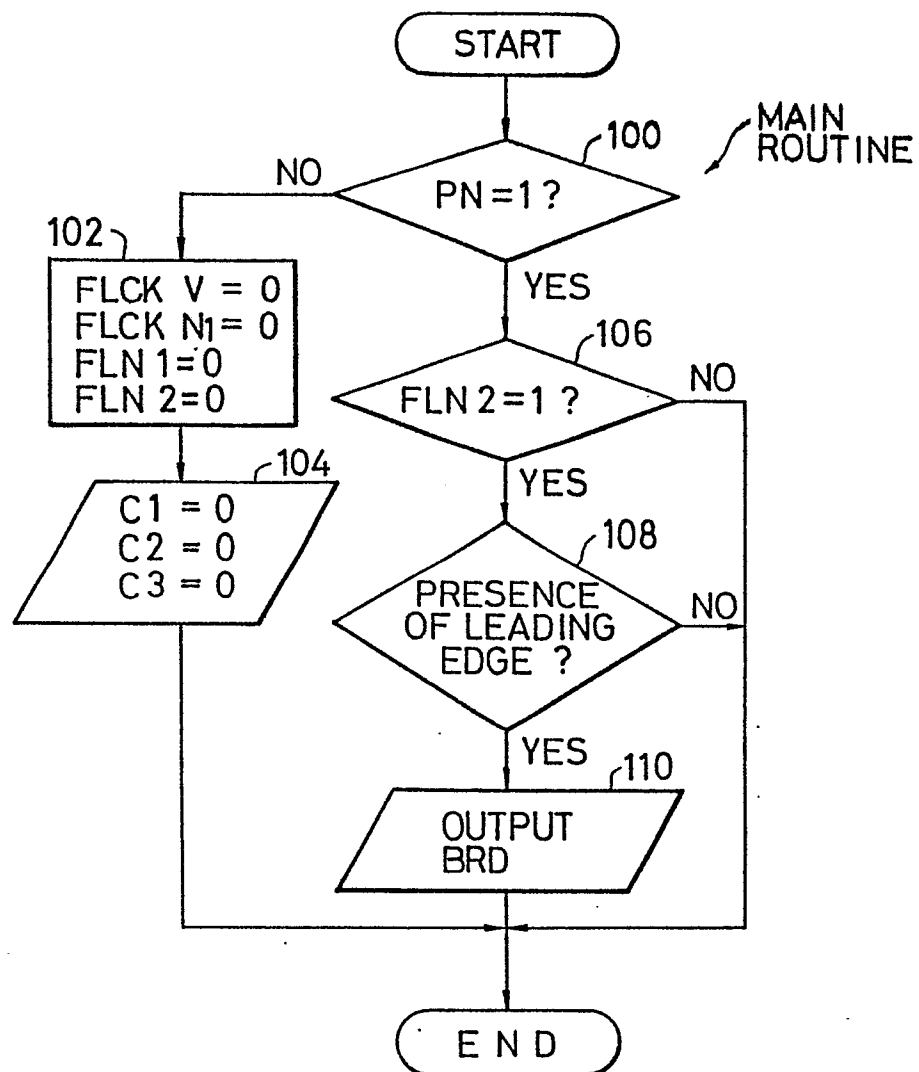 START
MAIN
ROUTINE
100
PN=1?
NO
YES
102
FLCK V = 0
FLCK N1= 0
FLN 1=0
FLN 2=0
106
FLN 2=1 ?
NO
YES
104
C1 = 0
C2 = 0
C3 = 0
108
PRESENCE
OF LEADING
EDGE ?
NO
YES
110
OUTPUT
BRD
END